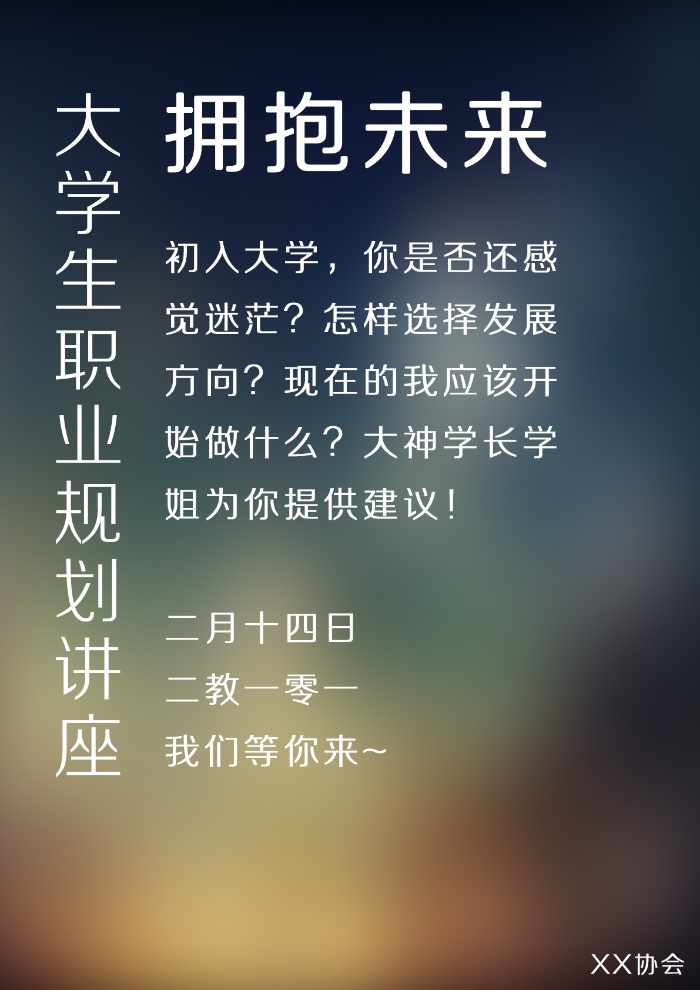 大学生职业规划讲座
拥抱未来
初入大学，你是否还感
觉迷茫？怎样选择发展
方向？现在的我应该开
始做什么？大神学长学
姐为你提供建议！
二月十四日
二教一零一
我们等你来~
XX协会